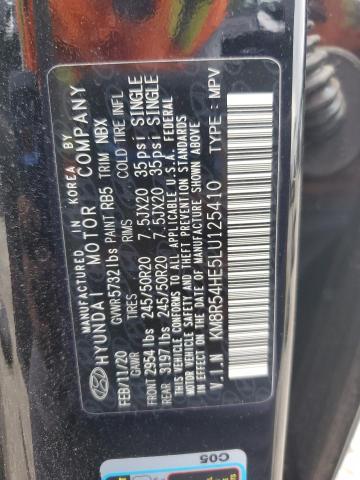 MANUFACTURED IN KOREA BY
HYUNDAI MOTOR COMPANY
FEB/11/20 GVWR5732lbs PAINT RB5 TRIM NBX
GAWR TIRES RIMS COLD TIRE INFL
FRONT 2954 lbs 245/50R20 7.5JX20 35psi SINGLE
REAR 3197 lbs 245/50R20 7.5JX20 35psi SINGLE
THIS VEHICLE CONFORMS TO ALL APPLICABLE U.S.A. FEDERAL
MOTOR VEHICLE SAFETY AND THEFT PREVENTION STANDARDS
IN EFFECT ON THE DATE OF MANUFACTURE SHOWN ABOVE.
V.I.N : KM8R54HE5LU125410 TYPE : MPV
C05